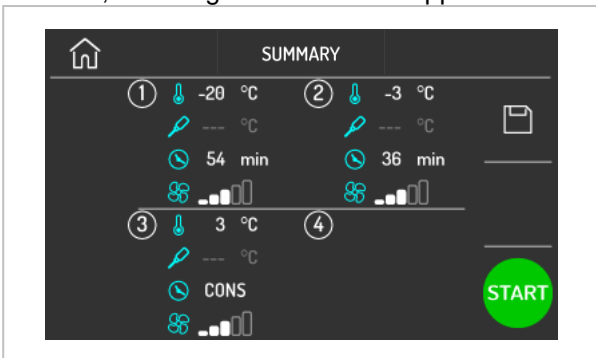 SUMMARY
1 -20 °C 2 -3 °C
--- °C --- °C
54 min 36 min
3 3 °C 4
--- °C
CONS
START